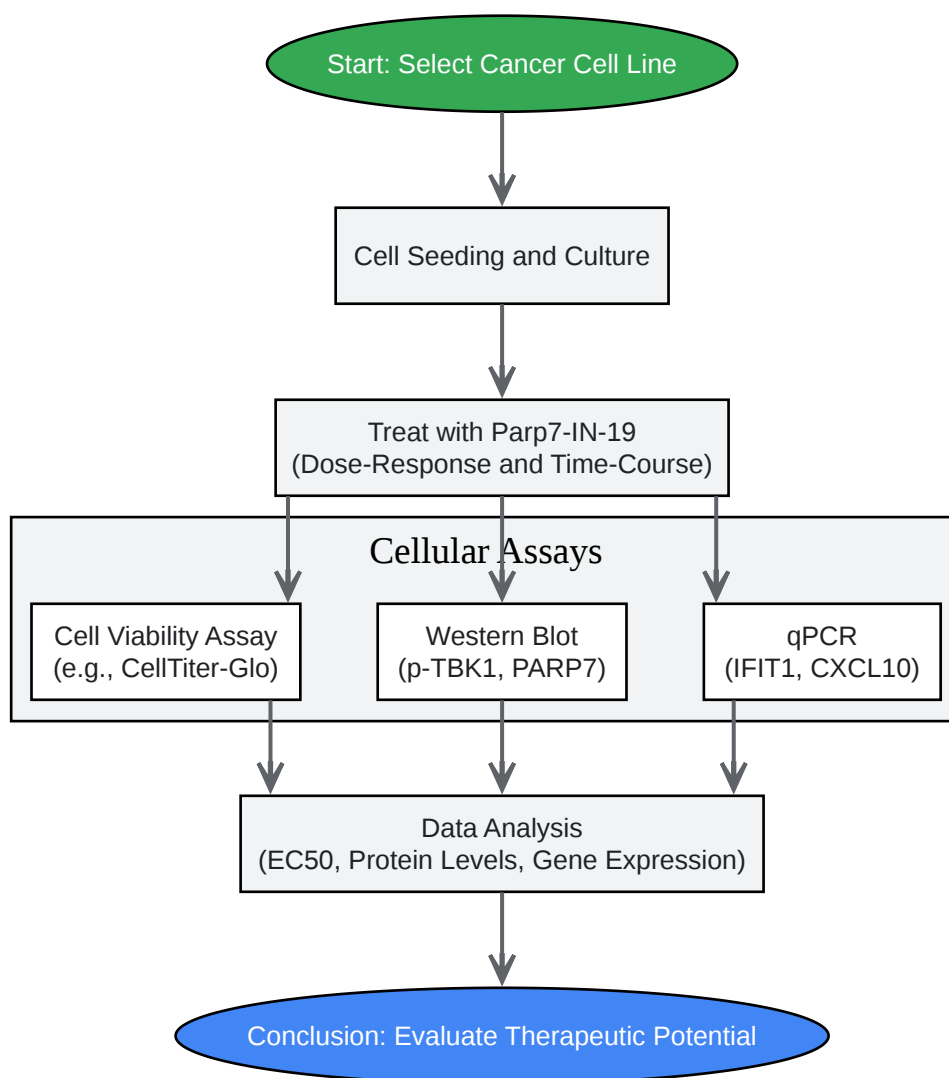 Start: Select Cancer Cell Line
Cell Seeding and Culture
Treat with Parp7-IN-19
(Dose-Response and Time-Course)
Cellular Assays
Cell Viability Assay
(e.g., CellTiter-Glo)
Western Blot
(p-TBK1, PARP7)
qPCR
(IFIT1, CXCL10)
Data Analysis
(EC50, Protein Levels, Gene Expression)
Conclusion: Evaluate Therapeutic Potential